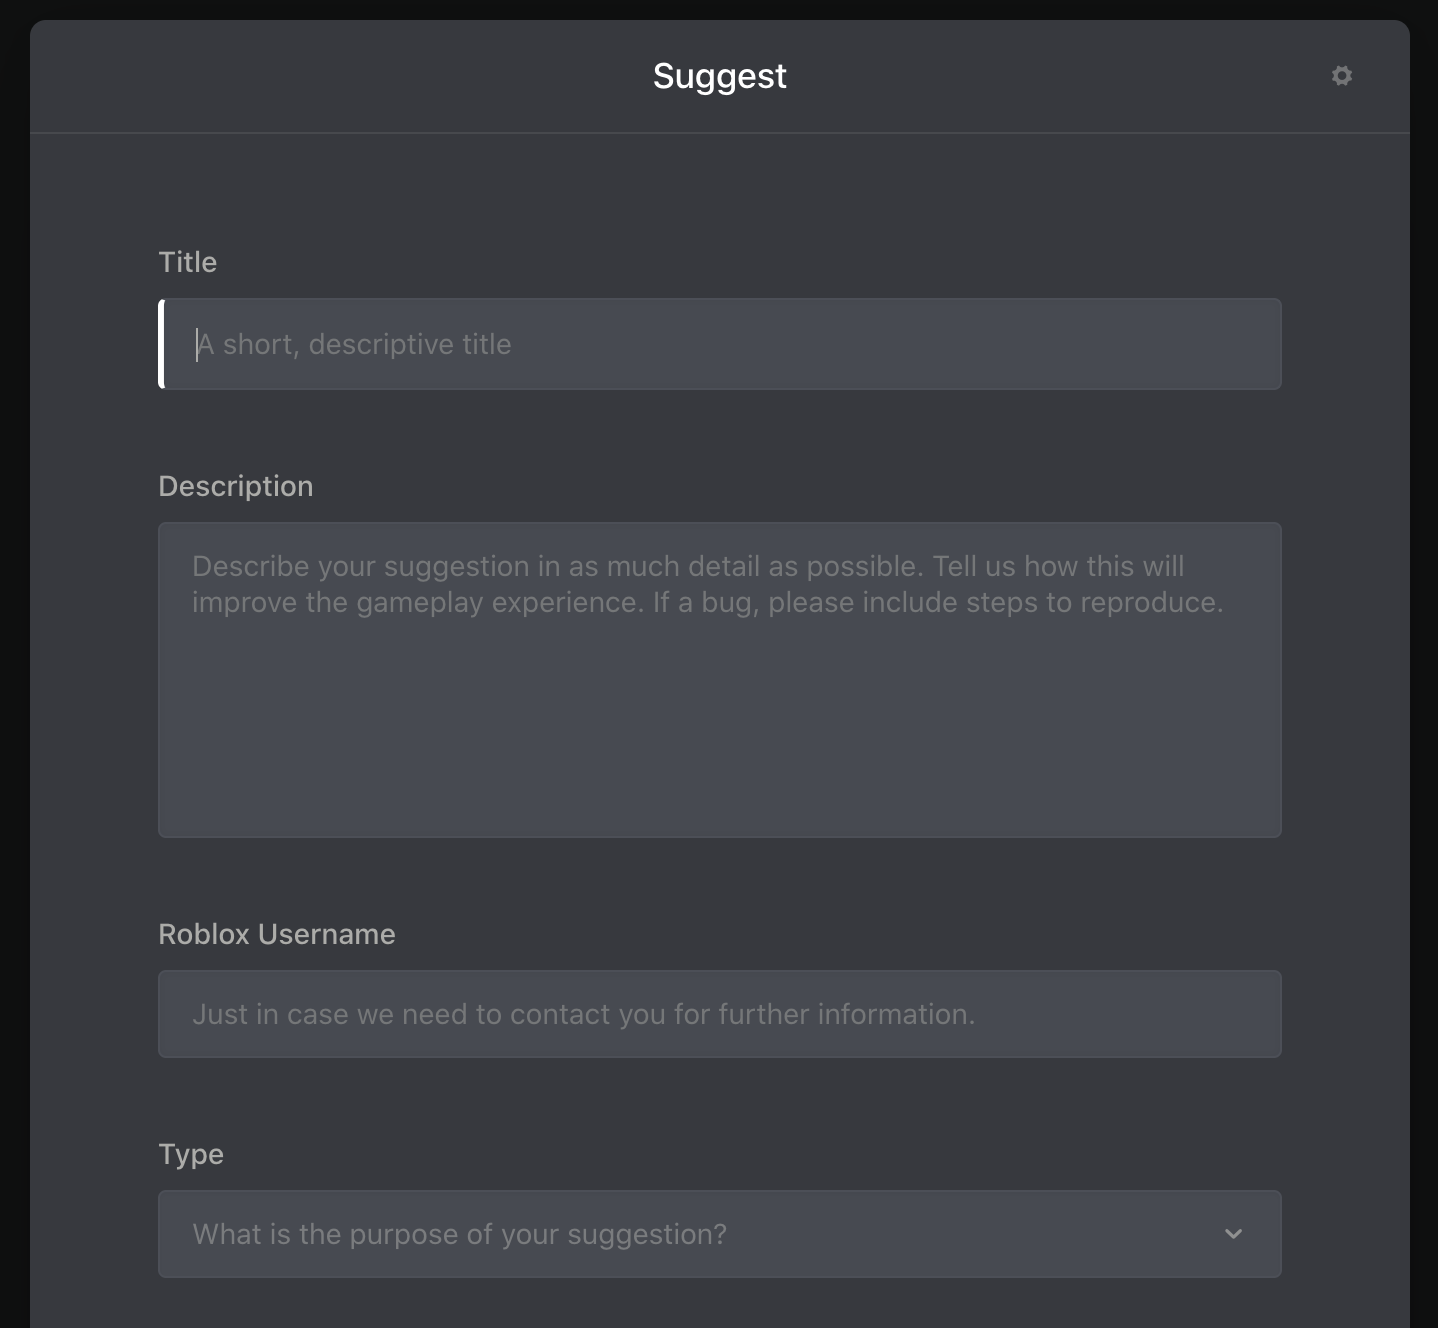 Suggest
Title
A short, descriptive title
Description
Describe your suggestion in as much detail as possible. Tell us how this will
improve the gameplay experience. If a bug, please include steps to reproduce.
Roblox Username
Just in case we need to contact you for further information.
Type
What is the purpose of your suggestion?